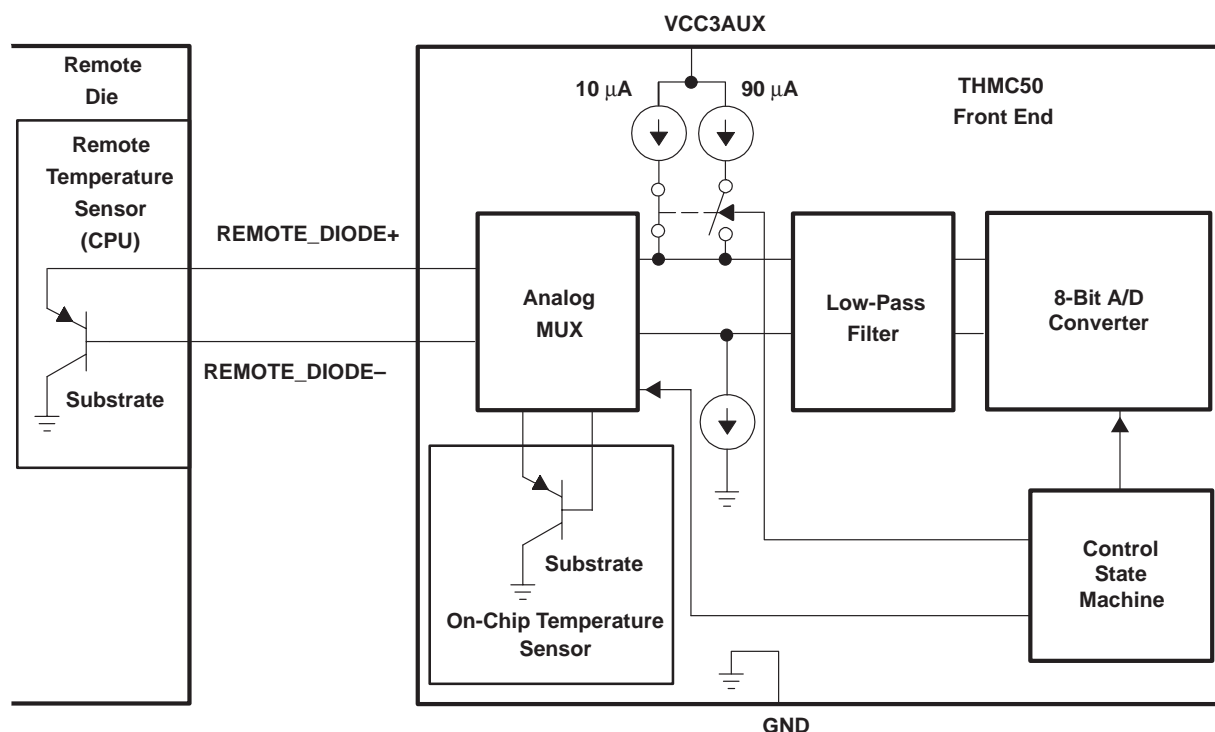 VCC3AUX
Remote
Die
10 μA
90 μA
THMC50
Front End
Remote
Temperature
Sensor
(CPU)
REMOTE_DIODE+
Analog
MUX
Low-Pass
Filter
8-Bit A/D
Converter
REMOTE_DIODE–
Substrate
Substrate
On-Chip Temperature
Sensor
Control
State
Machine
GND